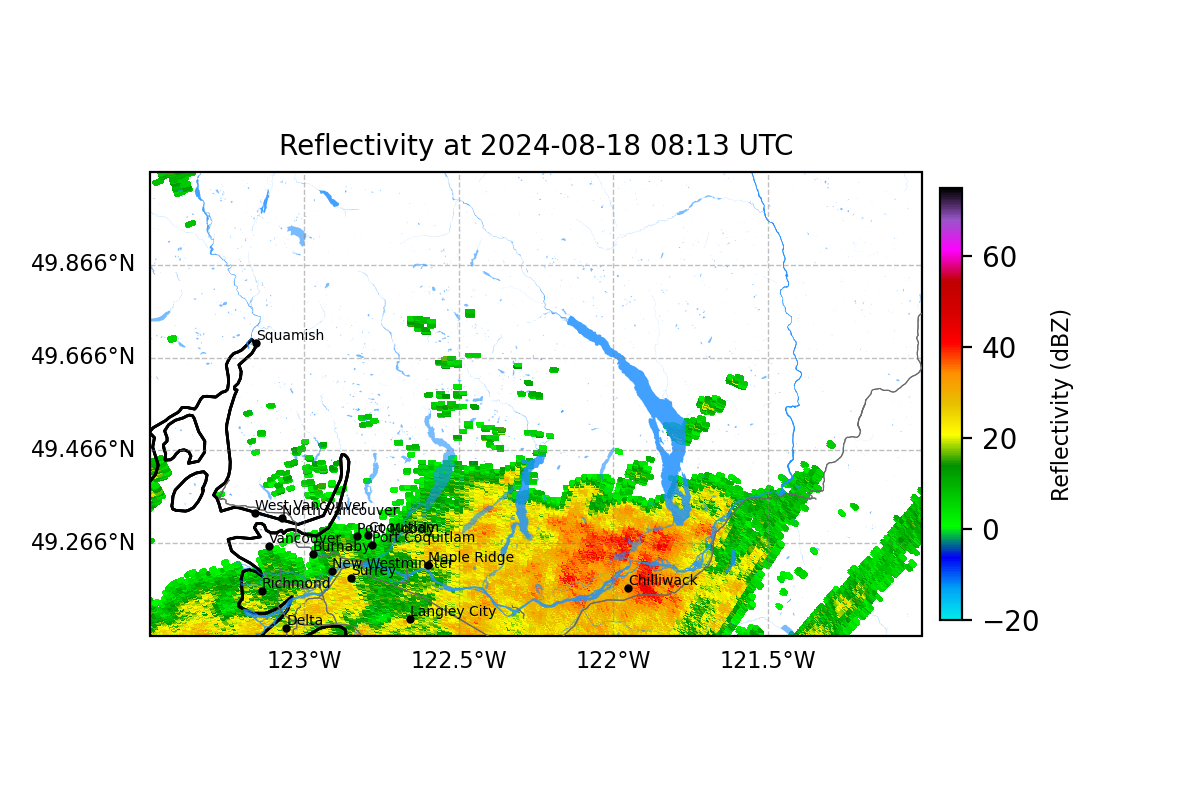 Reflectivity at 2024-08-18 08:13 UTC
49.866°N
49.666°N
49.466°N
49.266°N
123°W
122.5°W
122°W
121.5°W
Squamish
West Vancouver
North Vancouver
Vancouver
Burnaby
Port Moody
Coquitlam
Port Coquitlam
New Westminster
Surrey
Maple Ridge
Richmond
Chilliwack
Langley City
Delta
60
40
20
0
−20
Reflectivity (dBZ)